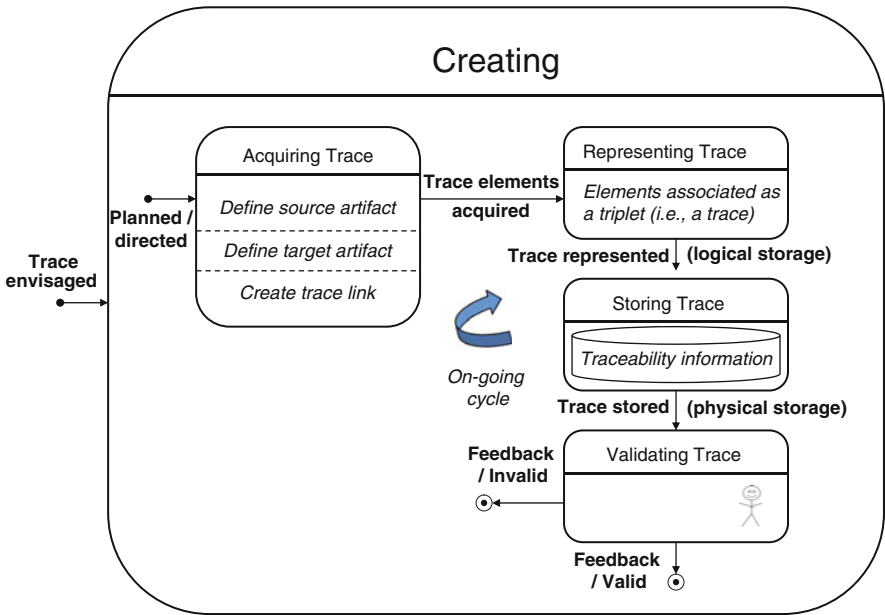 Creating
Acquiring Trace
Define source artifact
Define target artifact
Create trace link
Planned /
directed
Trace
envisaged
Trace elements
acquired
Representing Trace
Elements associated as
a triplet (i.e., a trace)
Trace represented
(logical storage)
Storing Trace
Traceability information
On-going
cycle
Trace stored
(physical storage)
Validating Trace
Feedback
/ Invalid
Feedback
/ Valid